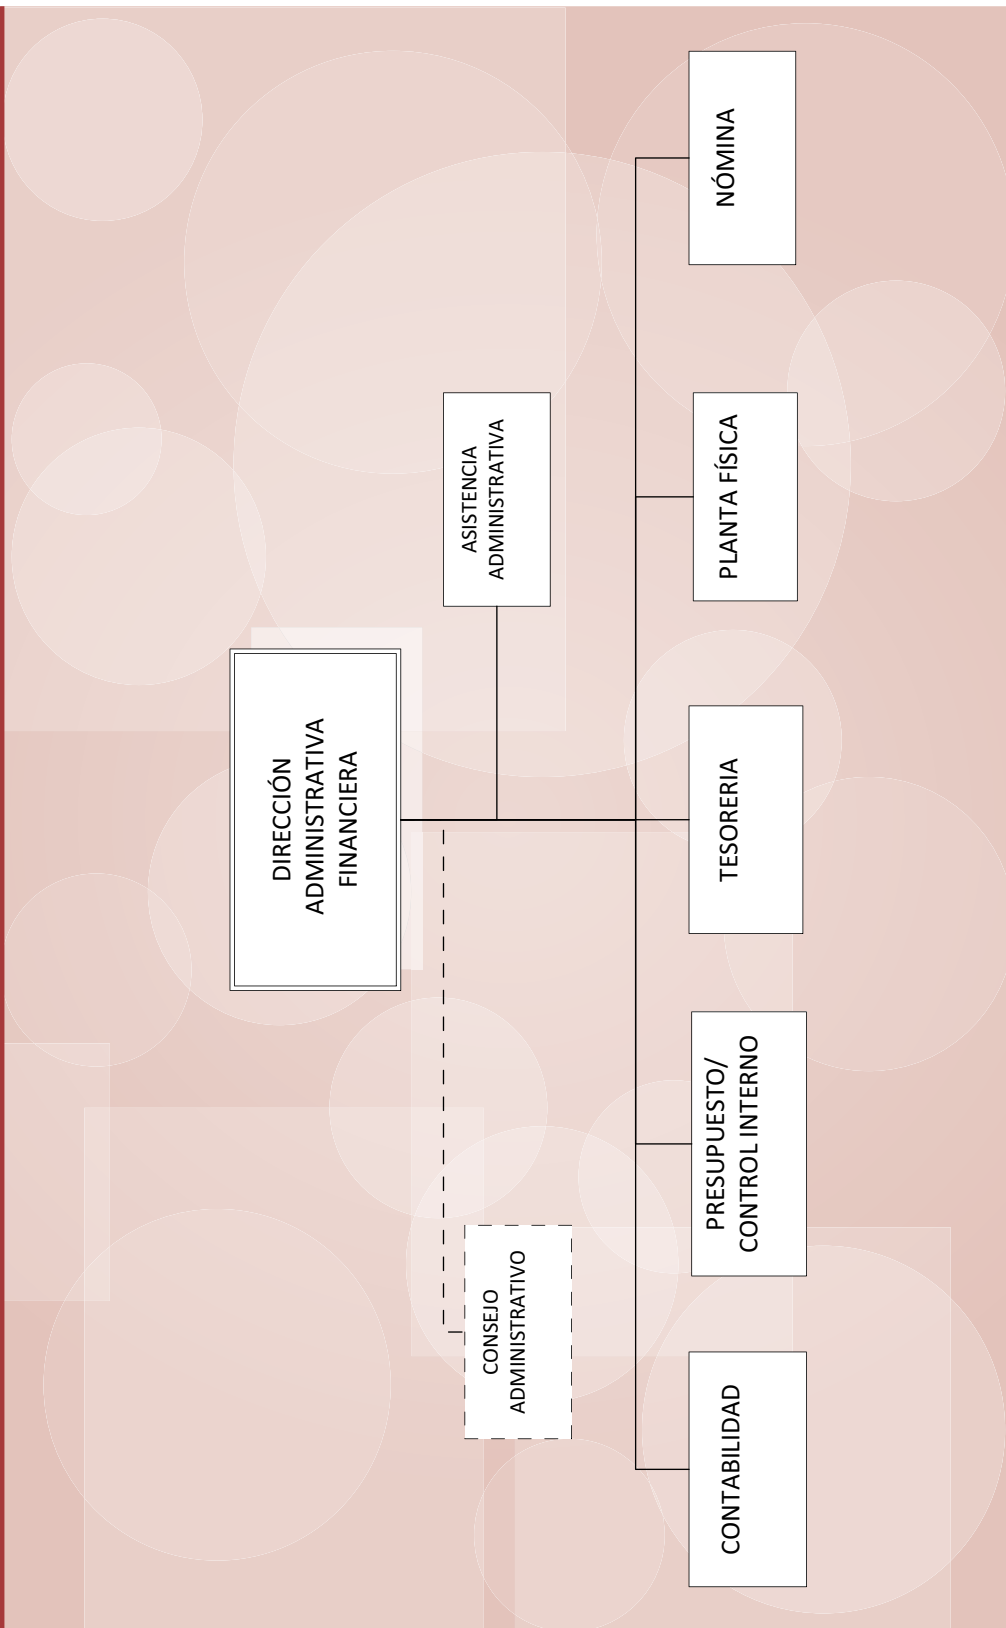 DIRECCIÓN
ADMINISTRATIVA
FINANCIERA
CONSEJO
ADMINISTRATIVO
ASISTENCIA
ADMINISTRATIVA
CONTABILIDAD
PRESUPUESTO/
CONTROL INTERNO
TESORERIA
PLANTA FÍSICA
NÓMINA